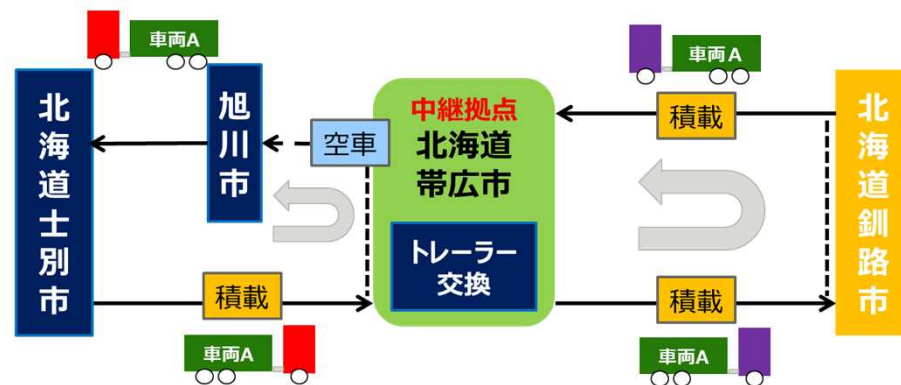 車両A
車両A
北海道士別市
旭川市
空車
中継拠点
北海道
帯広市
積載
北海道釧路市
トレーラー
交換
積載
積載
車両A
車両A